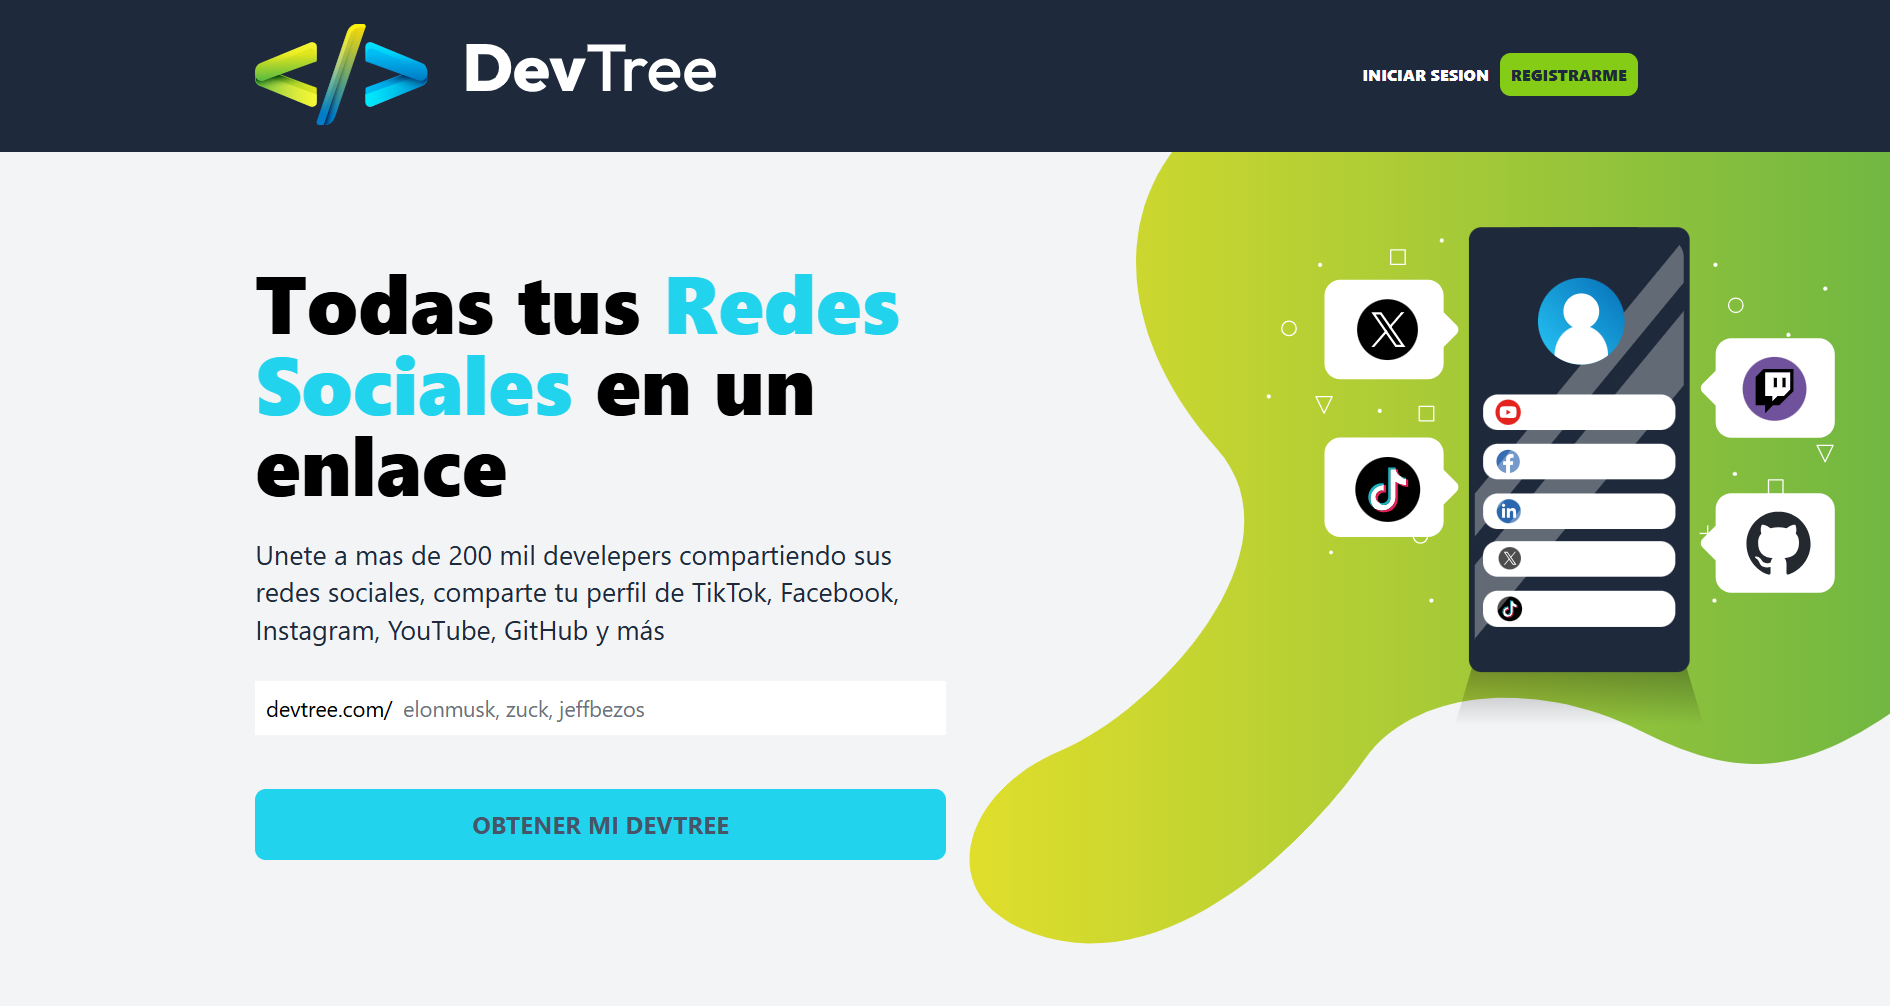 </> DevTree
INICIAR SESION REGISTRARME
Todas tus Redes
Sociales en un
enlace
Unete a mas de 200 mil develepers compartiendo sus
redes sociales, comparte tu perfil de TikTok, Facebook,
Instagram, YouTube, GitHub y más
devtree.com/ elonmusk, zuck, jeffbezos
OBTENER MI DEVTREE